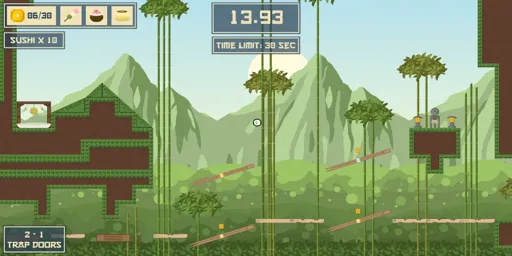 06/30
13.93
SUSHI X 10
TIME LIMIT: 30 SEC
2 - 1
TRAP DOORS